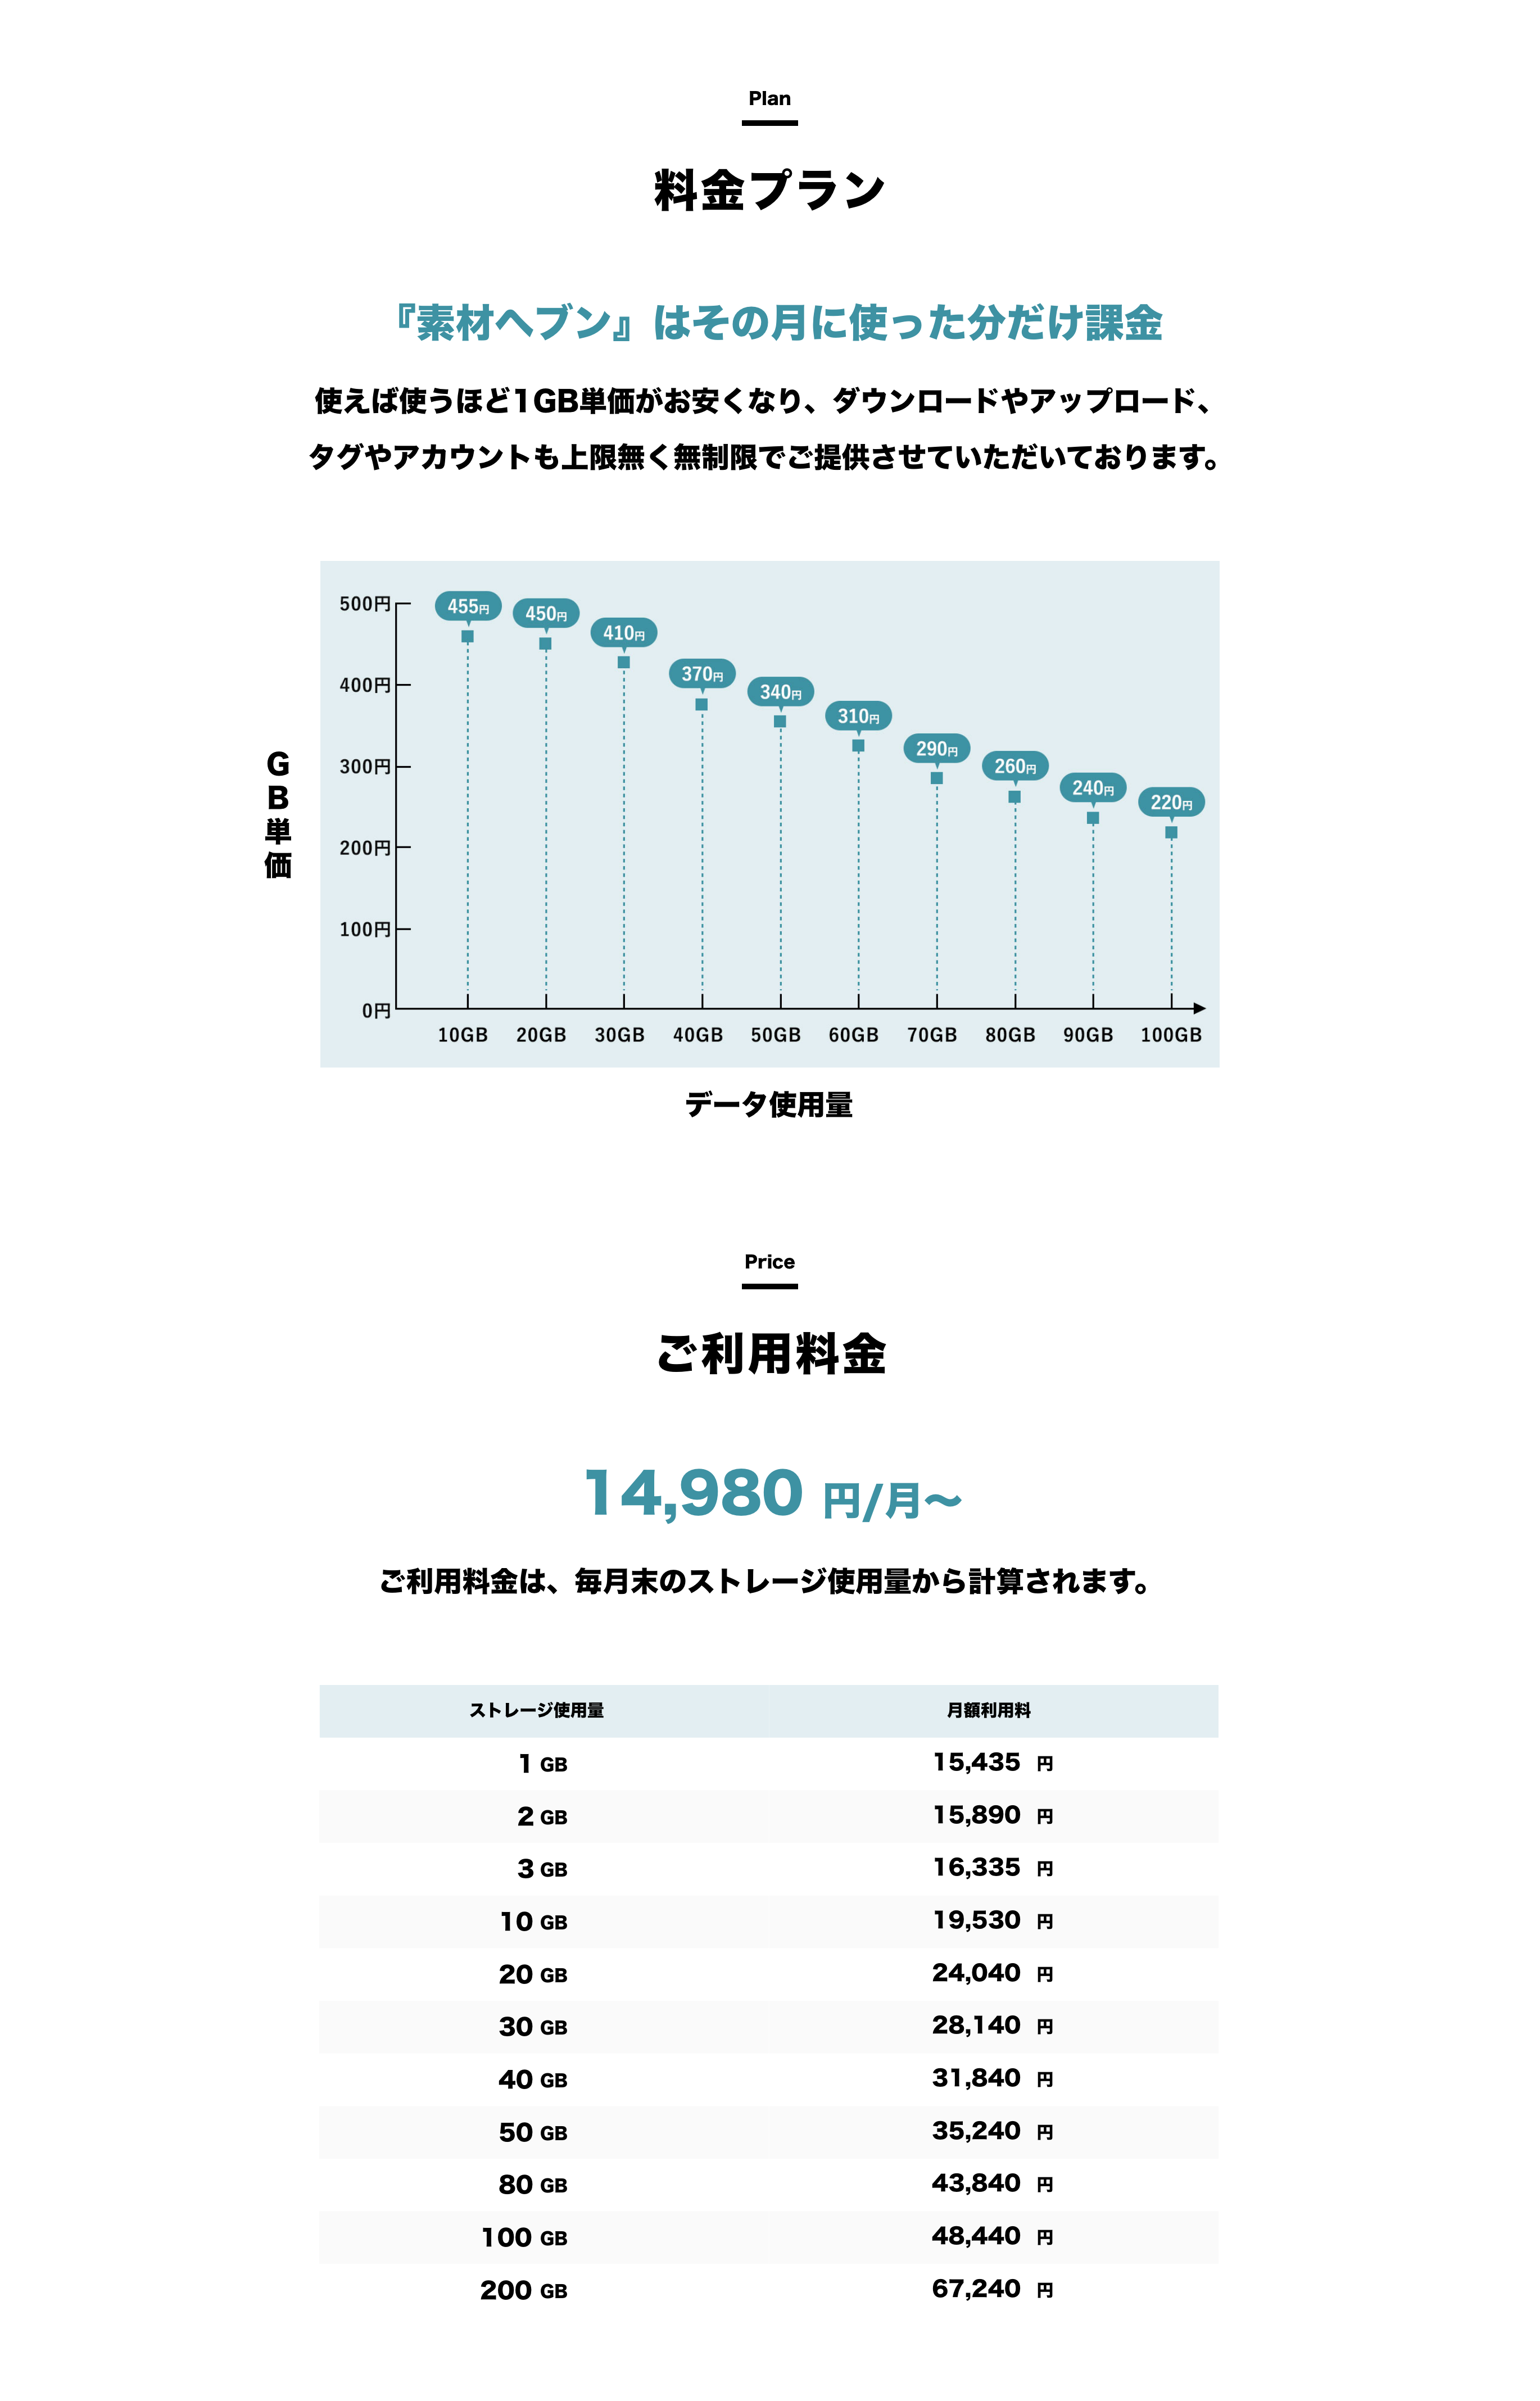 Plan
料金プラン
『素材ヘブン』はその月に使った分だけ課金
使えば使うほど1GB単価がお安くなり、ダウンロードやアップロード、
タグやアカウントも上限無く無制限でご提供させていただいております。
GB単価
500円
400円
300円
200円
100円
0円
455円 450円 410円 370円 340円 310円 290円 260円 240円 220円
10GB 20GB 30GB 40GB 50GB 60GB 70GB 80GB 90GB 100GB
データ使用量
Price
ご利用料金
14,980 円/月〜
ご利用料金は、毎月末のストレージ使用量から計算されます。
ストレージ使用量 月額利用料
1 GB 15,435 円
2 GB 15,890 円
3 GB 16,335 円
10 GB 19,530 円
20 GB 24,040 円
30 GB 28,140 円
40 GB 31,840 円
50 GB 35,240 円
80 GB 43,840 円
100 GB 48,440 円
200 GB 67,240 円